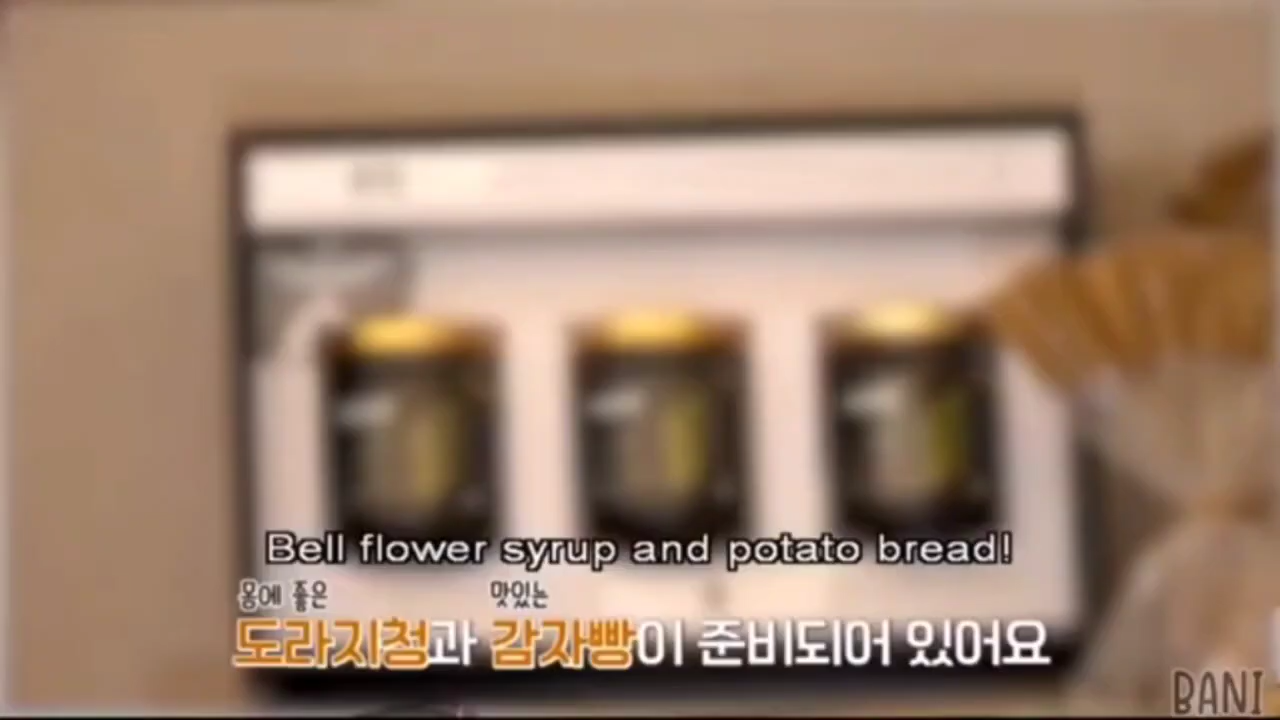 Bell flower syrup and potato bread!
몸에 좋은 맛있는
도라지청과 감자빵이 준비되어 있어요
BANI